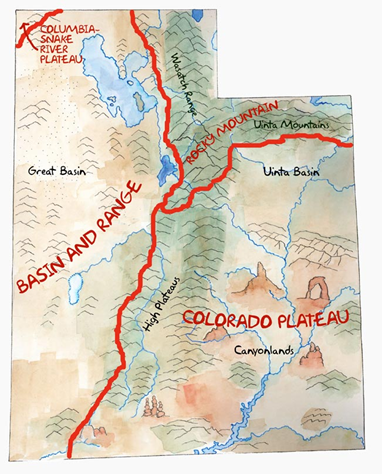 COLUMBIA-
SNAKE
RIVER
PLATEAU
Wasatch Range
ROCKY MOUNTAIN
Uinta Mountains
Great Basin
Uinta Basin
BASIN AND RANGE
High Plateaus
COLORADO PLATEAU
Canyonlands